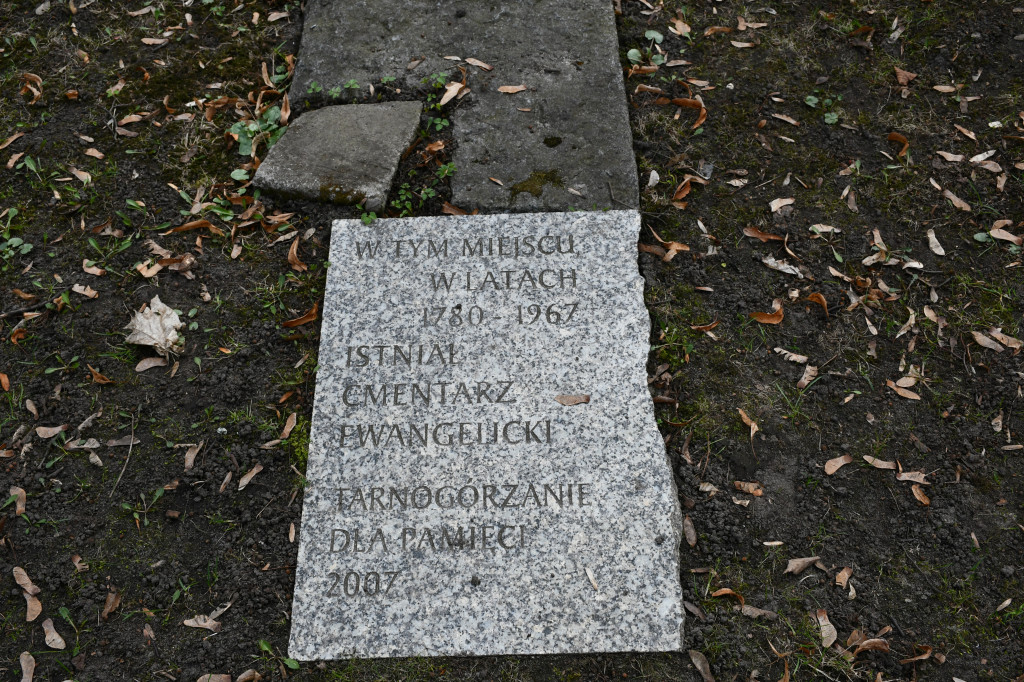 W TYM MIEJSCU
W LATACH
1780 - 1967
ISTNIAŁ
CMENTARZ
EWANGELICKI
TARNOGÓRZANIE
DLA PAMIĘCI
2007